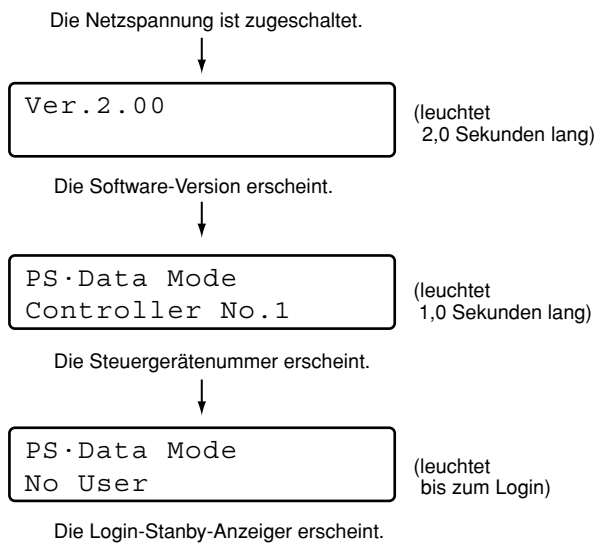 Die Netzspannung ist zugeschaltet.
Ver.2.00
(leuchtet
2,0 Sekunden lang)
Die Software-Version erscheint.
PS·Data Mode
Controller No.1
(leuchtet
1,0 Sekunden lang)
Die Steuergerätenummer erscheint.
PS·Data Mode
No User
(leuchtet
bis zum Login)
Die Login-Stanby-Anzeiger erscheint.